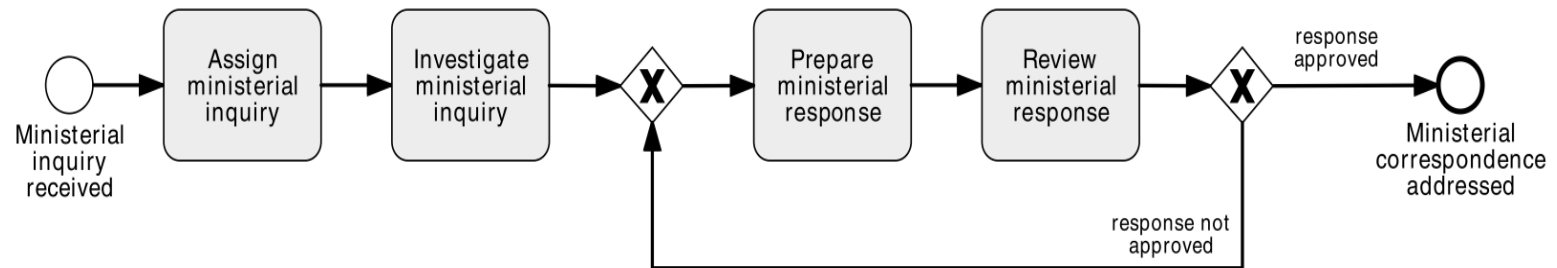 Ministerial
inquiry
received
Assign
ministerial
inquiry
Investigate
ministerial
inquiry
X
Prepare
ministerial
response
Review
ministerial
response
X
response
approved
Ministerial
correspondence
addressed
response not
approved